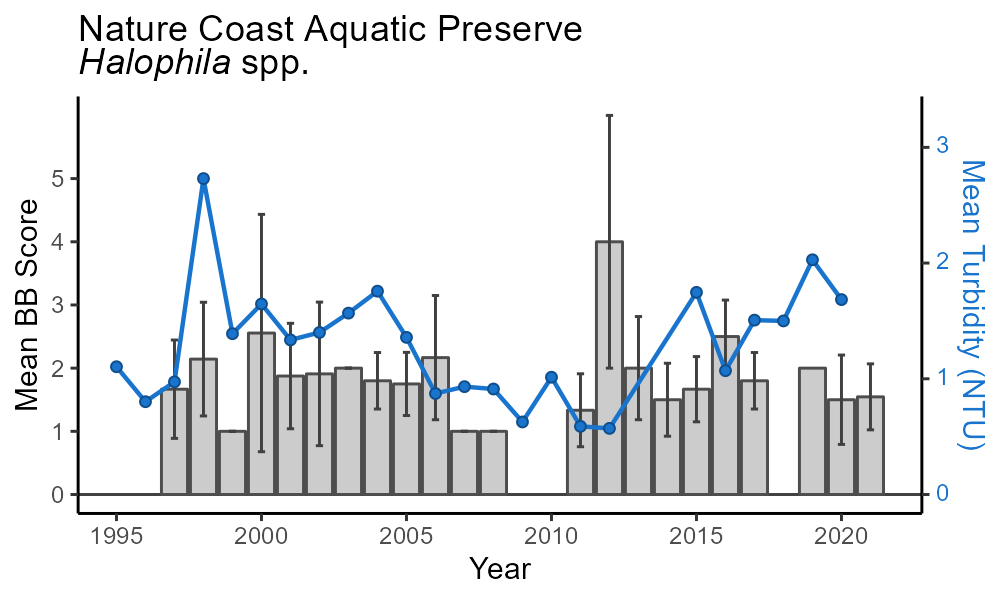 Nature Coast Aquatic Preserve
Halophila spp.
Mean BB Score
5
4
3
2
1
0
3
2
1
0
Mean Turbidity (NTU)
1995 2000 2005 2010 2015 2020
Year